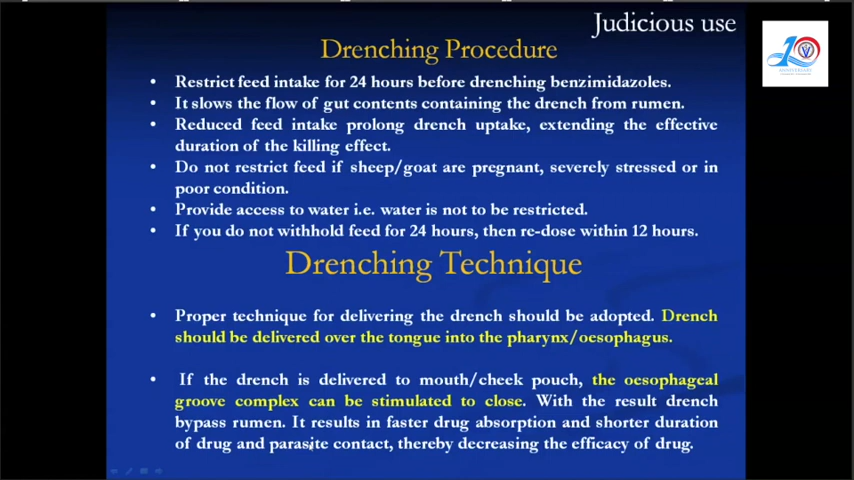 Judicious use
Drenching Procedure
• Restrict feed intake for 24 hours before drenching benzimidazoles.
• It slows the flow of gut contents containing the drench from rumen.
• Reduced feed intake prolong drench uptake, extending the effective
duration of the killing effect.
• Do not restrict feed if sheep/goat are pregnant, severely stressed or in
poor condition.
• Provide access to water i.e. water is not to be restricted.
• If you do not withhold feed for 24 hours, then re-dose within 12 hours.
Drenching Technique
• Proper technique for delivering the drench should be adopted. Drench
should be delivered over the tongue into the pharynx/oesophagus.
• If the drench is delivered to mouth/cheek pouch, the oesophageal
groove complex can be stimulated to close. With the result drench
bypass rumen. It results in faster drug absorption and shorter duration
of drug and parasite contact, thereby decreasing the efficacy of drug.
10
ANNIVERSARY